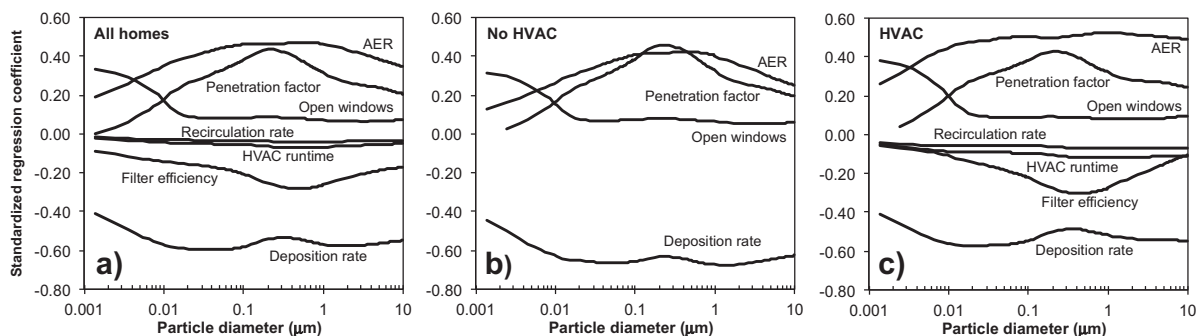 Standardized regression coefficient
0.60
0.40
0.20
0.00
-0.20
-0.40
-0.60
-0.80
All homes
AER
Penetration factor
Open windows
Recirculation rate
HVAC runtime
Filter efficiency
Deposition rate
a)
0.001 0.01 0.1 1 10
Particle diameter (μm)
0.60
0.40
0.20
0.00
-0.20
-0.40
-0.60
-0.80
No HVAC
AER
Penetration factor
Open windows
Deposition rate
b)
0.001 0.01 0.1 1 10
Particle diameter (μm)
0.60
0.40
0.20
0.00
-0.20
-0.40
-0.60
-0.80
HVAC
AER
Penetration factor
Open windows
Recirculation rate
HVAC runtime
Filter efficiency
Deposition rate
c)
0.001 0.01 0.1 1 10
Particle diameter (μm)